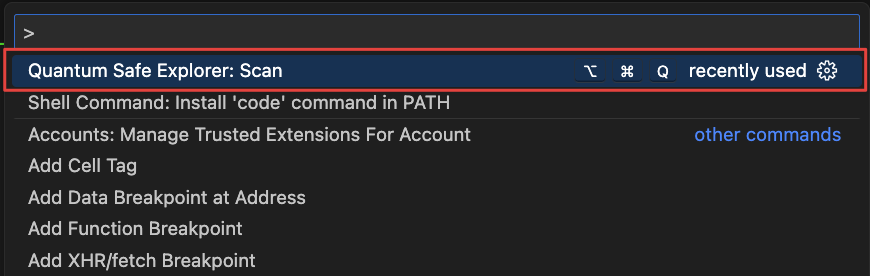 >
Quantum Safe Explorer: Scan ⌥ ⌘ Q recently used
Shell Command: Install 'code' command in PATH
Accounts: Manage Trusted Extensions For Account other commands
Add Cell Tag
Add Data Breakpoint at Address
Add Function Breakpoint
Add XHR/fetch Breakpoint